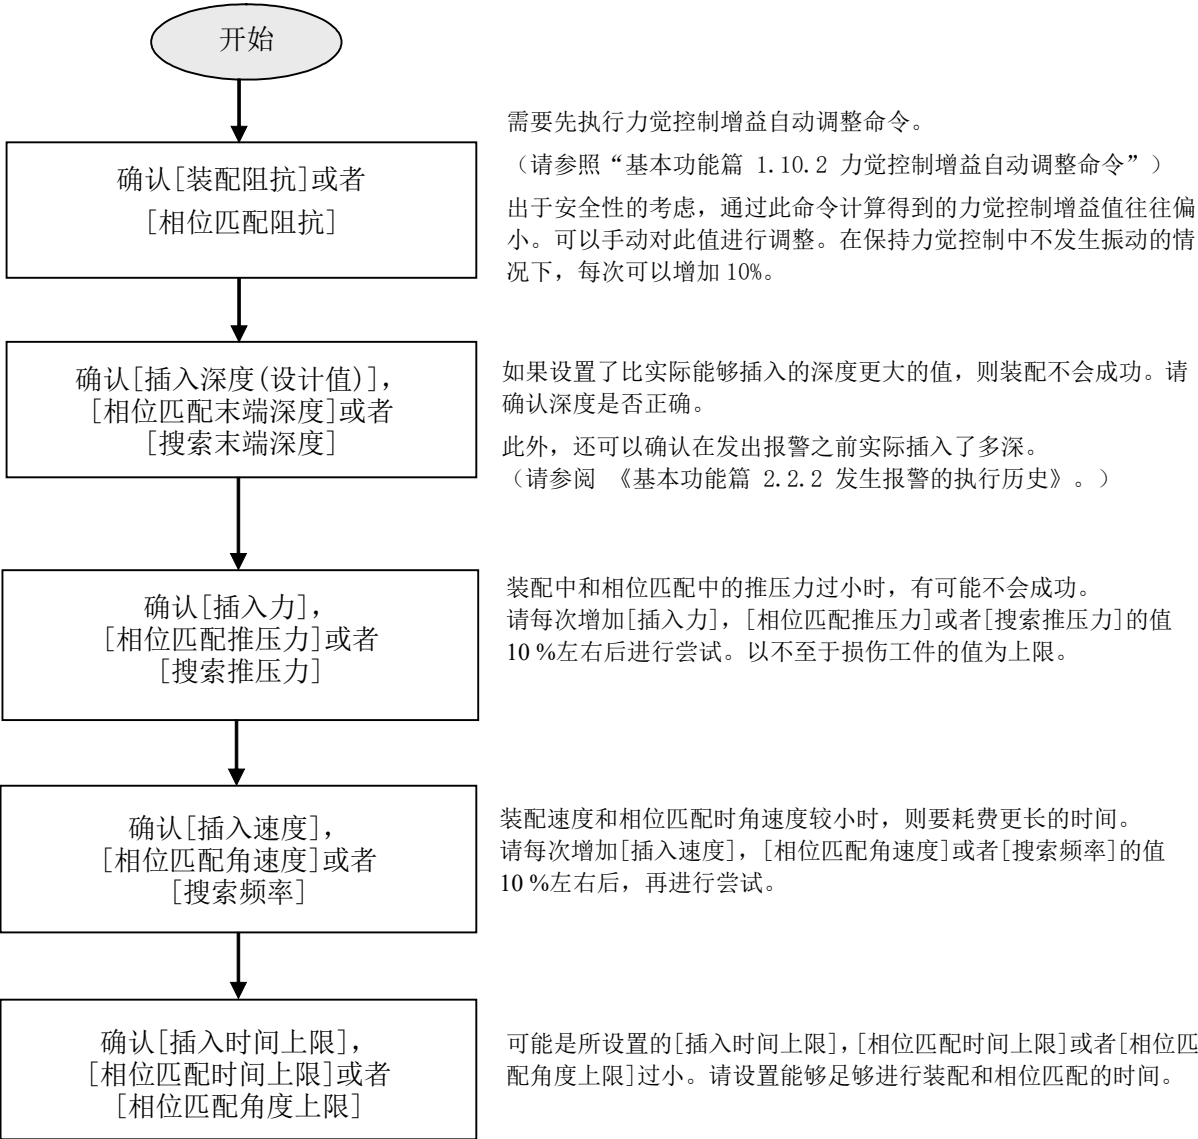 开始
确认[装配阻抗]或者
[相位匹配阻抗]
需要先执行力觉控制增益自动调整命令。
（请参照“基本功能篇 1.10.2 力觉控制增益自动调整命令”）
出于安全性的考虑，通过此命令计算得到的力觉控制增益值往往偏
小。可以手动对此值进行调整。在保持力觉控制中不发生振动的情
况下，每次可以增加 10%。
确认[插入深度(设计值)]，
[相位匹配末端深度]或者
[搜索末端深度]
如果设置了比实际能够插入的深度更大的值，则装配不会成功。请
确认深度是否正确。
此外，还可以确认在发出报警之前实际插入了多深。
（请参阅 《基本功能篇 2.2.2 发生报警的执行历史》。）
确认[插入力]，
[相位匹配推压力]或者
[搜索推压力]
装配中和相位匹配中的推压力过小时，有可能不会成功。
请每次增加[插入力]，[相位匹配推压力]或者[搜索推压力]的值
10 %左右后进行尝试。以不至于损伤工件的值为上限。
确认[插入速度]，
[相位匹配角速度]或者
[搜索频率]
装配速度和相位匹配时角速度较小时，则要耗费更长的时间。
请每次增加[插入速度]，[相位匹配角速度]或者[搜索频率]的值
10 %左右后，再进行尝试。
确认[插入时间上限]，
[相位匹配时间上限]或者
[相位匹配角度上限]
可能是所设置的[插入时间上限]，[相位匹配时间上限]或者[相位匹
配角度上限]过小。请设置能够足够进行装配和相位匹配的时间。